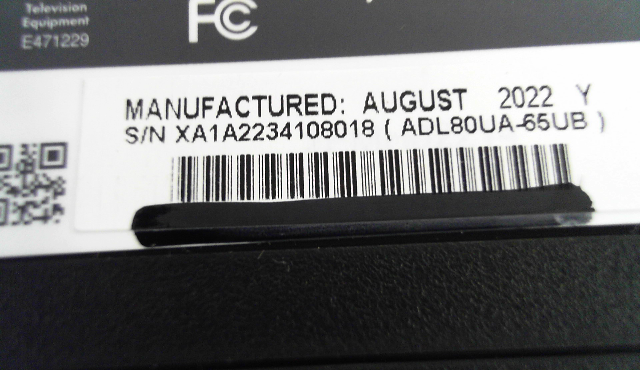 Television
Equipment
E471229
FC
MANUFACTURED: AUGUST 2022 Y
S/N XA1A2234108018 ( ADL80UA-65UB )